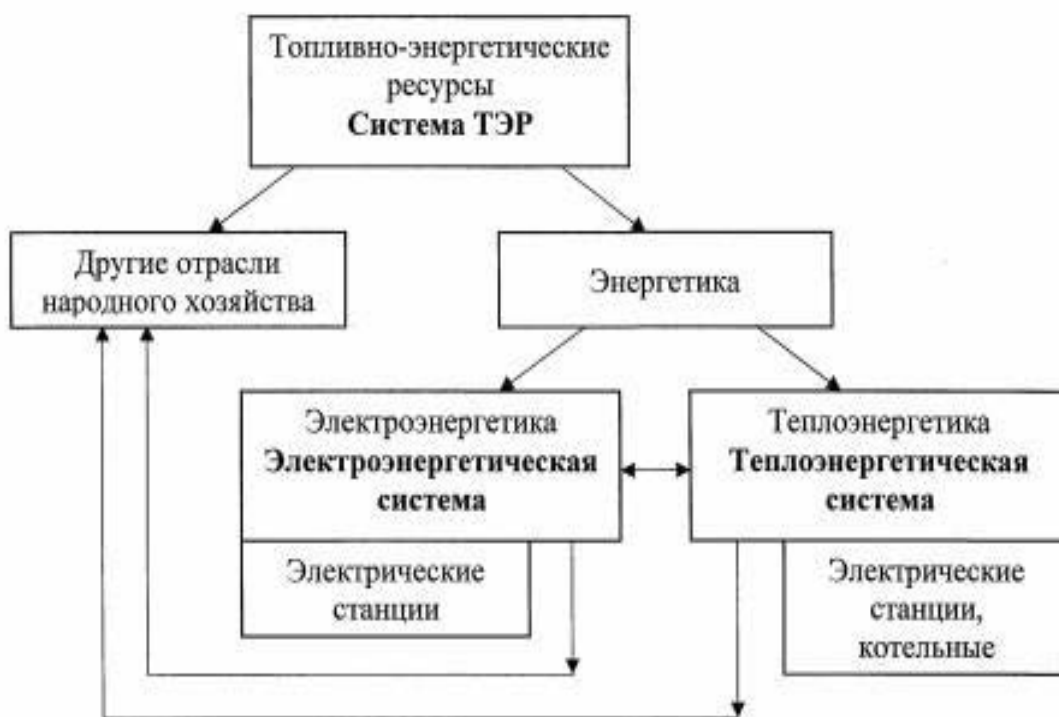 Топливно-энергетические
ресурсы
Система ТЭР
Другие отрасли
народного хозяйства
Энергетика
Электроэнергетика
Электроэнергетическая
система
Теплоэнергетика
Теплоэнергетическая
система
Электрические
станции
Электрические
станции,
котельные